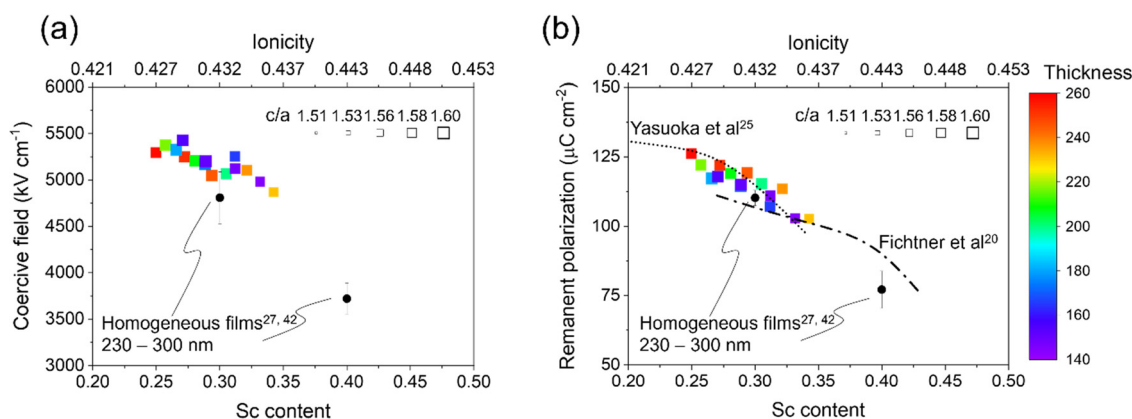 (a)
Ionicity
0.421 0.427 0.432 0.437 0.443 0.448 0.453
c/a 1.51 1.53 1.56 1.58 1.60
Coercive field (kV cm⁻¹)
6000
5500
5000
4500
4000
3500
3000
Homogeneous films²⁷, ⁴²
230 – 300 nm
0.20 0.25 0.30 0.35 0.40 0.45 0.50
Sc content
(b)
Ionicity
0.421 0.427 0.432 0.437 0.443 0.448 0.453
c/a 1.51 1.53 1.56 1.58 1.60
Yasuoka et al²⁵
Remanent polarization (µC cm⁻²)
150
125
100
75
50
Fichtner et al²⁰
Homogeneous films²⁷, ⁴²
230 – 300 nm
0.20 0.25 0.30 0.35 0.40 0.45 0.50
Sc content
Thickness
260
240
220
200
180
160
140